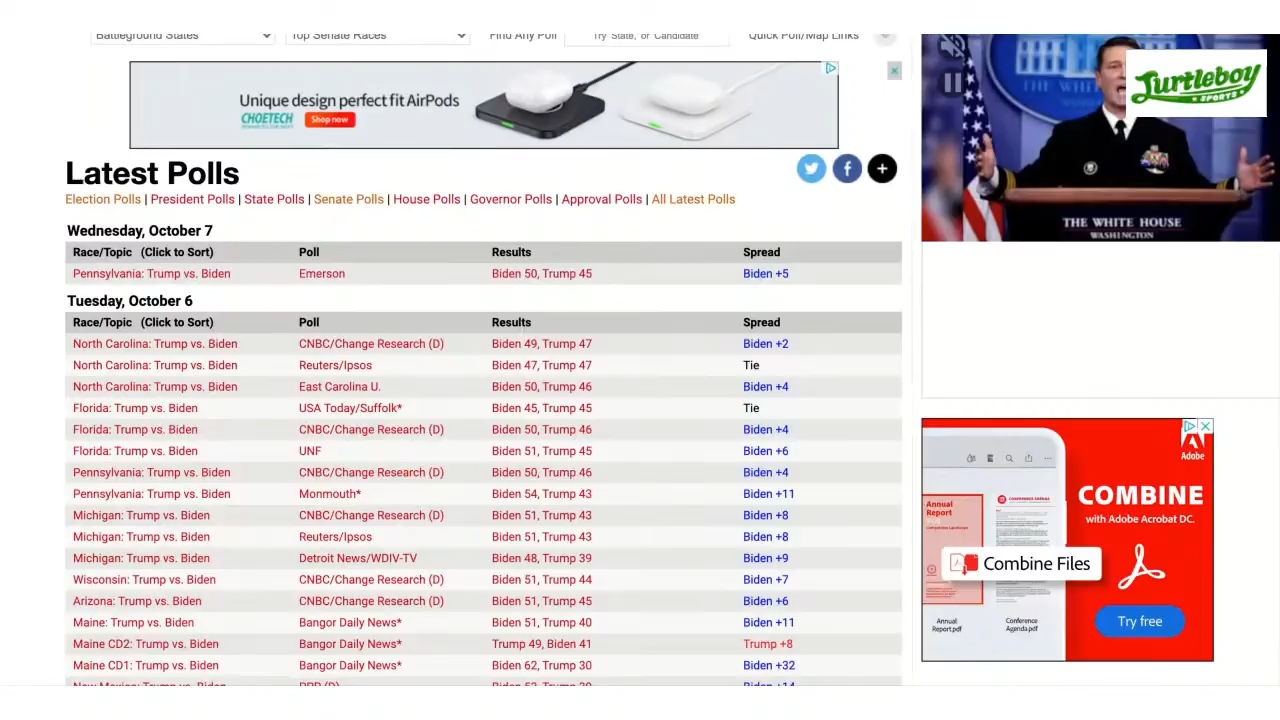 Battleground States
Top Senate Races
Find Any Poll
Try State, or Candidate
Quick Poll/Map Links
Unique design perfect fit AirPods
CHOETECH
Shop now
Latest Polls
Election Polls | President Polls | State Polls | Senate Polls | House Polls | Governor Polls | Approval Polls | All Latest Polls
Wednesday, October 7
Race/Topic (Click to Sort) Poll Results Spread
Pennsylvania: Trump vs. Biden Emerson Biden 50, Trump 45 Biden +5
Tuesday, October 6
Race/Topic (Click to Sort) Poll Results Spread
North Carolina: Trump vs. Biden CNBC/Change Research (D) Biden 49, Trump 47 Biden +2
North Carolina: Trump vs. Biden Reuters/Ipsos Biden 47, Trump 47 Tie
North Carolina: Trump vs. Biden East Carolina U. Biden 50, Trump 46 Biden +4
Florida: Trump vs. Biden USA Today/Suffolk* Biden 45, Trump 45 Tie
Florida: Trump vs. Biden CNBC/Change Research (D) Biden 50, Trump 46 Biden +4
Florida: Trump vs. Biden UNF Biden 51, Trump 45 Biden +6
Pennsylvania: Trump vs. Biden CNBC/Change Research (D) Biden 50, Trump 46 Biden +4
Pennsylvania: Trump vs. Biden Monmouth* Biden 54, Trump 43 Biden +11
Michigan: Trump vs. Biden CNBC/Change Research (D) Biden 51, Trump 43 Biden +8
Michigan: Trump vs. Biden Reuters/Ipsos Biden 51, Trump 43 Biden +8
Michigan: Trump vs. Biden Detroit News/WDIV-TV Biden 48, Trump 39 Biden +9
Wisconsin: Trump vs. Biden CNBC/Change Research (D) Biden 51, Trump 44 Biden +7
Arizona: Trump vs. Biden CNBC/Change Research (D) Biden 51, Trump 45 Biden +6
Maine: Trump vs. Biden Bangor Daily News* Biden 51, Trump 40 Biden +11
Maine CD2: Trump vs. Biden Bangor Daily News* Trump 49, Biden 41 Trump +8
Maine CD1: Trump vs. Biden Bangor Daily News* Biden 62, Trump 30 Biden +32
Turtleboy
SPORTS
THE WHITE HOUSE
WASHINGTON
Adobe
COMBINE
with Adobe Acrobat DC.
Annual
Report
Combine Files
Annual
Report.pdf
Conference
Agenda.pdf
Try free